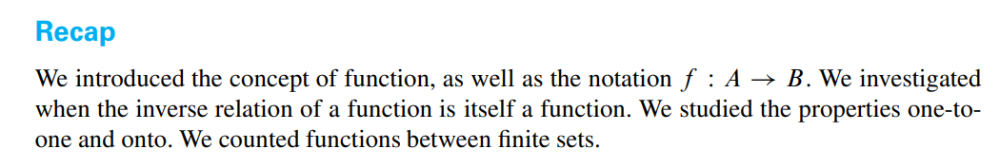 Recap
We introduced the concept of function, as well as the notation f : A → B. We investigated
when the inverse relation of a function is itself a function. We studied the properties one-to-
one and onto. We counted functions between finite sets.